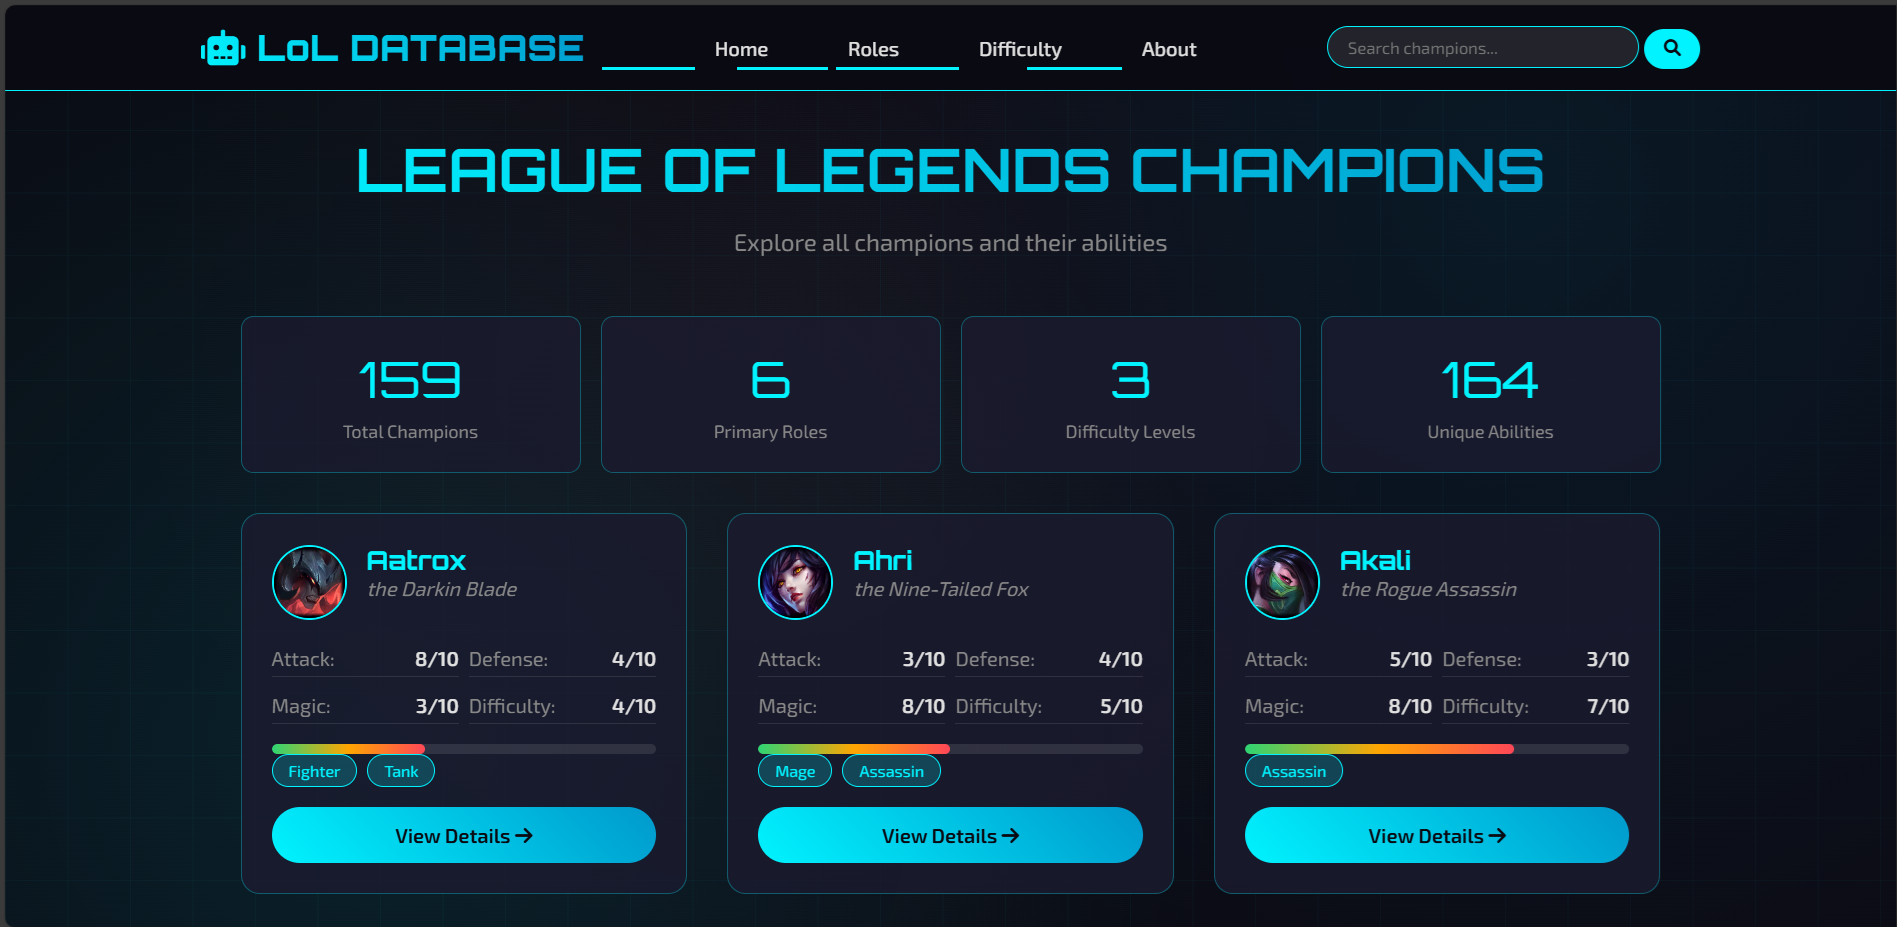 LoL DATABASE
Home
Roles
Difficulty
About
Search champions...
LEAGUE OF LEGENDS CHAMPIONS
Explore all champions and their abilities
159
Total Champions
6
Primary Roles
3
Difficulty Levels
164
Unique Abilities
Aatrox
the Darkin Blade
Attack: 8/10 Defense: 4/10
Magic: 3/10 Difficulty: 4/10
Fighter Tank
View Details →
Ahri
the Nine-Tailed Fox
Attack: 3/10 Defense: 4/10
Magic: 8/10 Difficulty: 5/10
Mage Assassin
View Details →
Akali
the Rogue Assassin
Attack: 5/10 Defense: 3/10
Magic: 8/10 Difficulty: 7/10
Assassin
View Details →